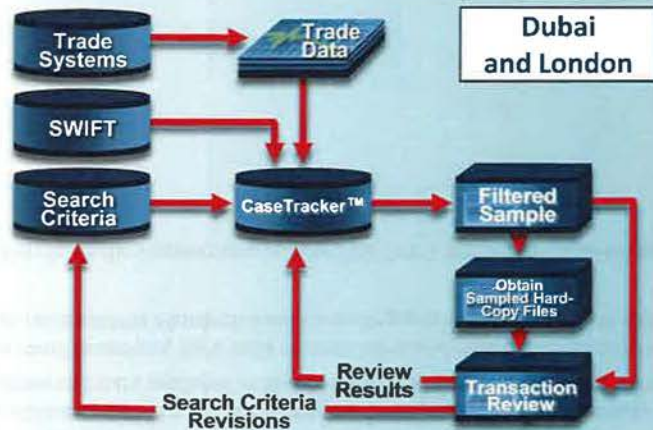 Trade
Systems
Trade
Data
Dubai
and London
SWIFT
Search
Criteria
CaseTracker™
Filtered
Sample
Obtain
Sampled Hard-
Copy Files
Review
Results
Transaction
Review
Search Criteria
Revisions